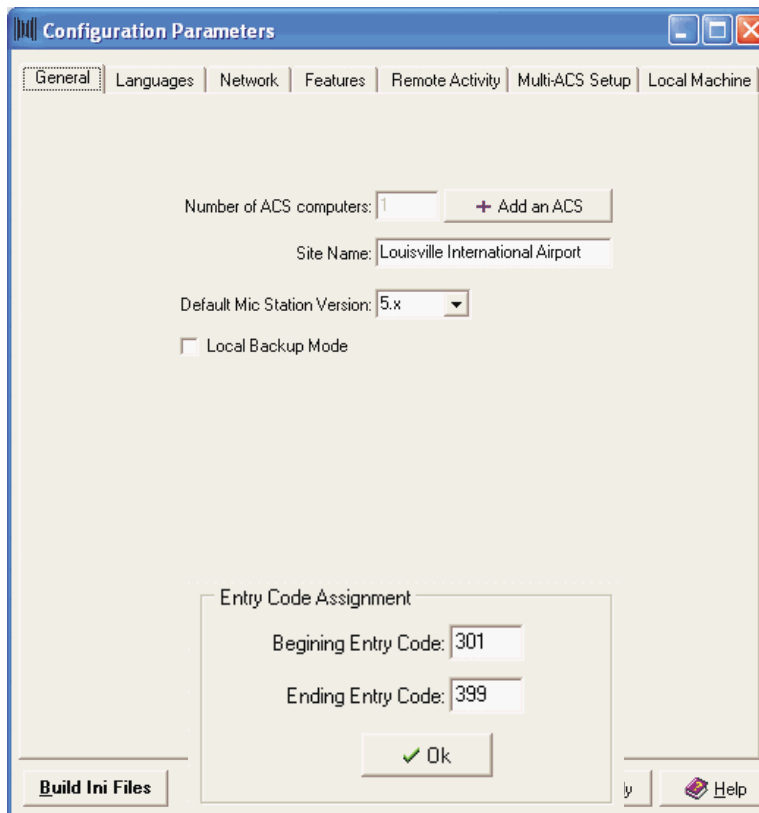 Configuration Parameters
General Languages Network Features Remote Activity Multi-ACS Setup Local Machine
Number of ACS computers: 1 + Add an ACS
Site Name: Louisville International Airport
Default Mic Station Version: 5.x
Local Backup Mode
Entry Code Assignment
Begining Entry Code: 301
Ending Entry Code: 399
Ok
Build Ini Files Help